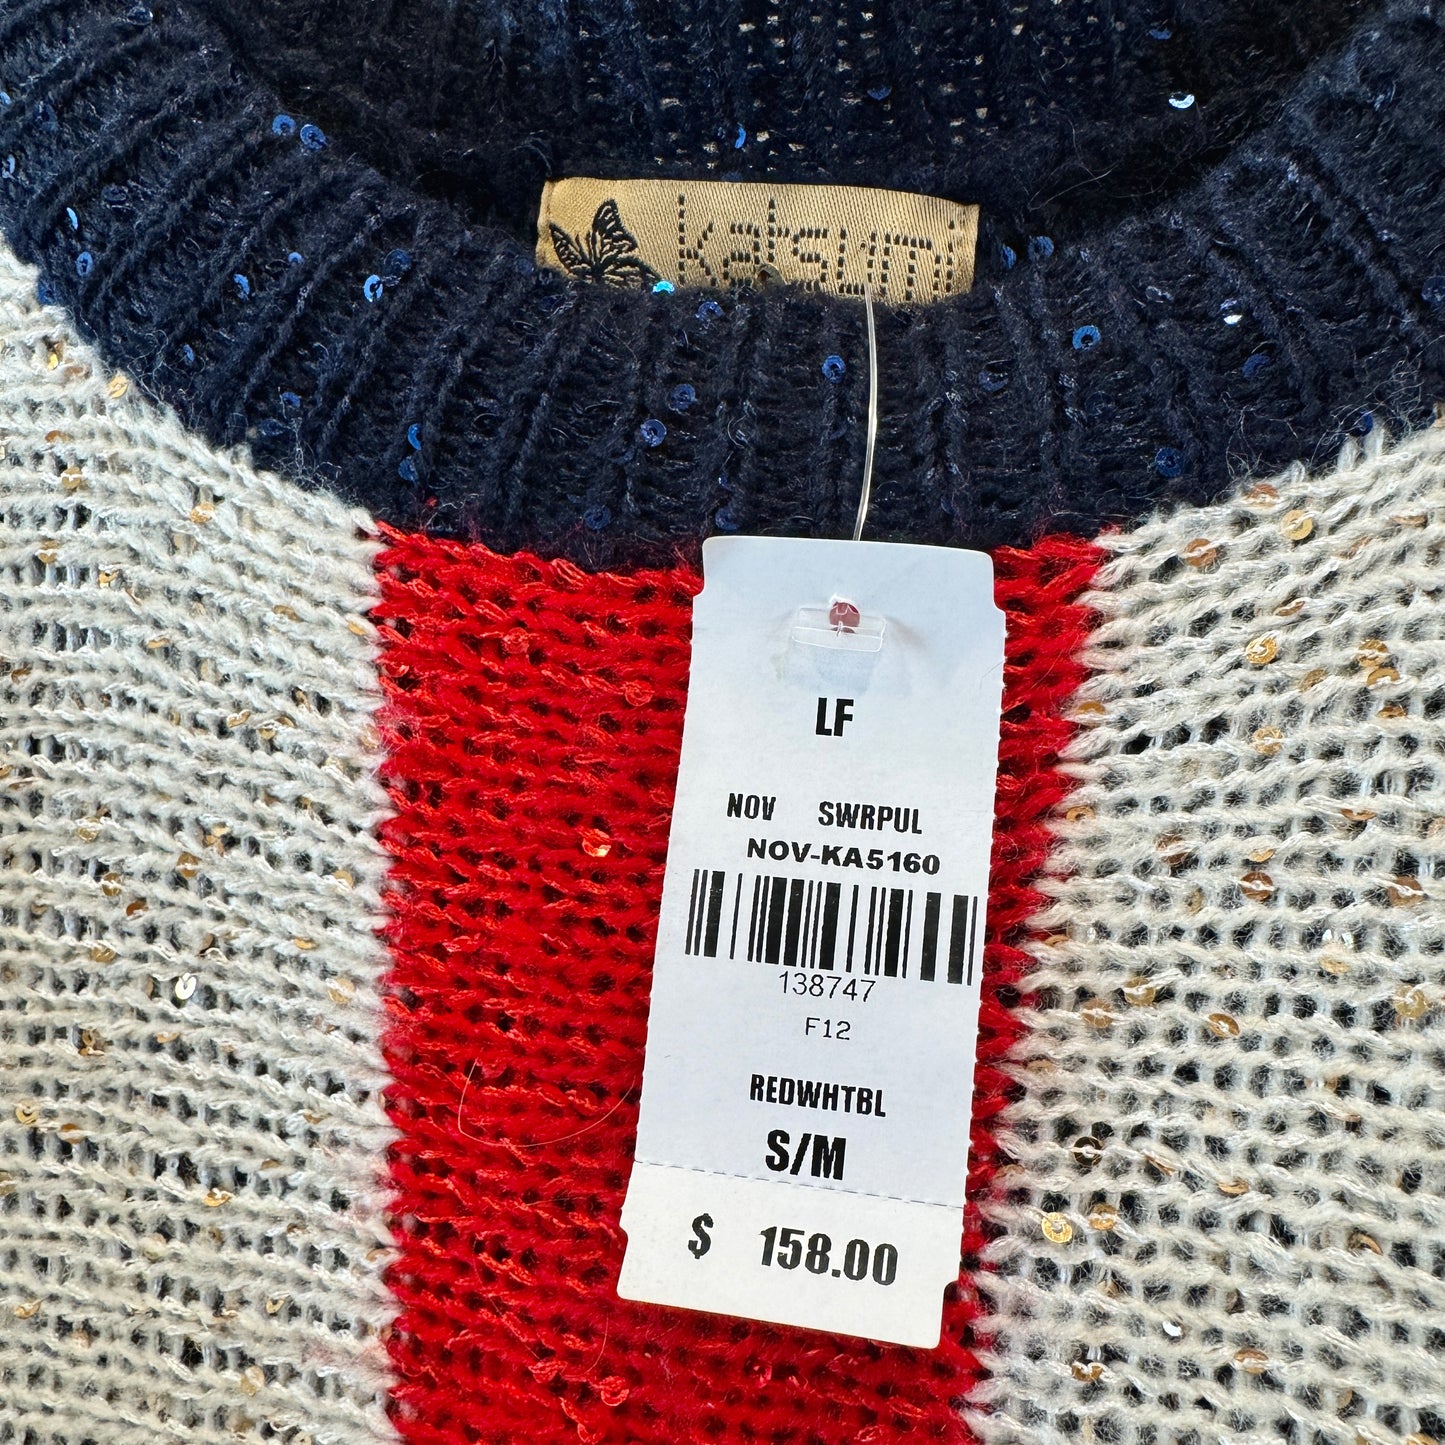 katsumi
LF
NOV SWRPUL
NOV-KA5160
138747
F12
REDWHTBL
S/M
$ 158.00